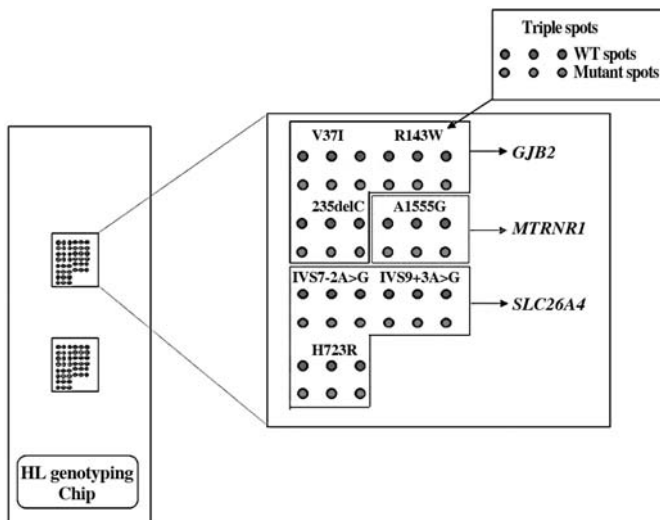 Triple spots
WT spots
Mutant spots
V37I R143W
GJB2
235delC A1555G
MTRNR1
IVS7-2A>G IVS9+3A>G
SLC26A4
H723R
HL genotyping
Chip